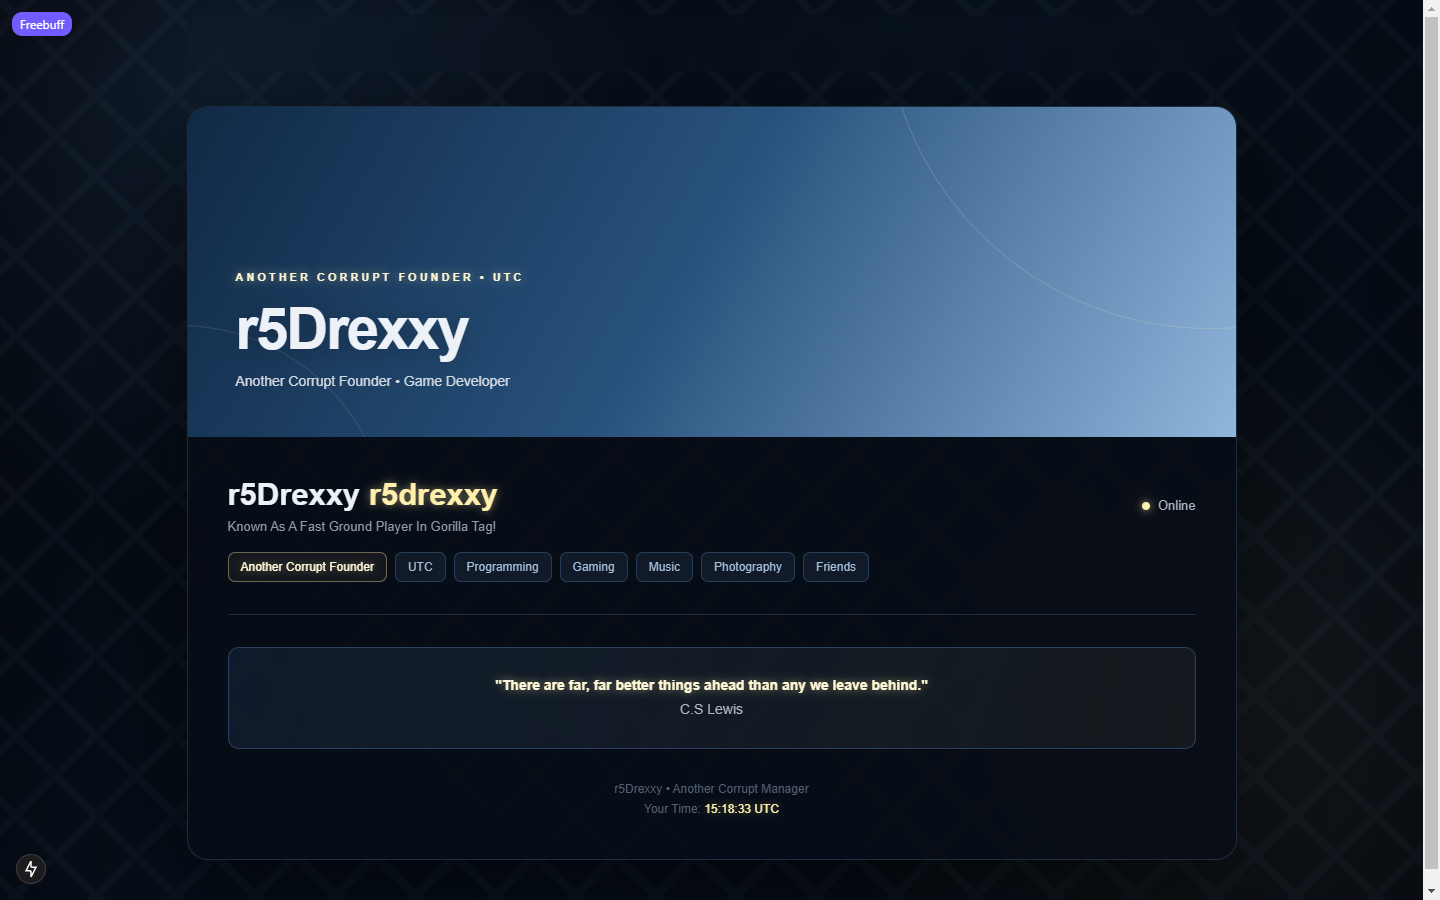 Freebuff
ANOTHER CORRUPT FOUNDER • UTC
r5Drexxy
Another Corrupt Founder • Game Developer
r5Drexxy r5drexxy
Online
Known As A Fast Ground Player In Gorilla Tag!
Another Corrupt Founder UTC Programming Gaming Music Photography Friends
"There are far, far better things ahead than any we leave behind."
C.S Lewis
r5Drexxy • Another Corrupt Manager
Your Time: 15:18:33 UTC